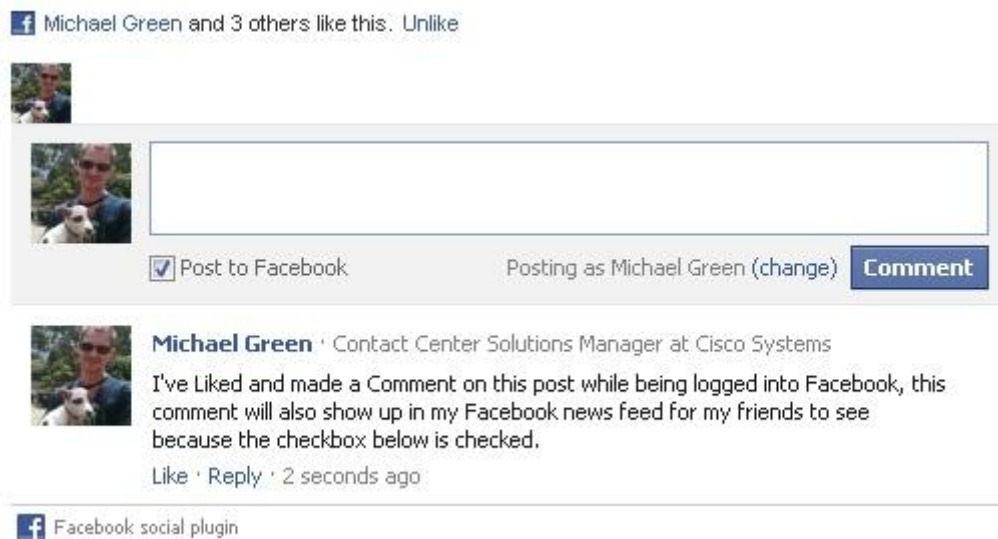 Michael Green and 3 others like this. Unlike
Post to Facebook Posting as Michael Green (change) Comment
Michael Green · Contact Center Solutions Manager at Cisco Systems
I've Liked and made a Comment on this post while being logged into Facebook, this
comment will also show up in my Facebook news feed for my friends to see
because the checkbox below is checked.
Like · Reply · 2 seconds ago
Facebook social plugin